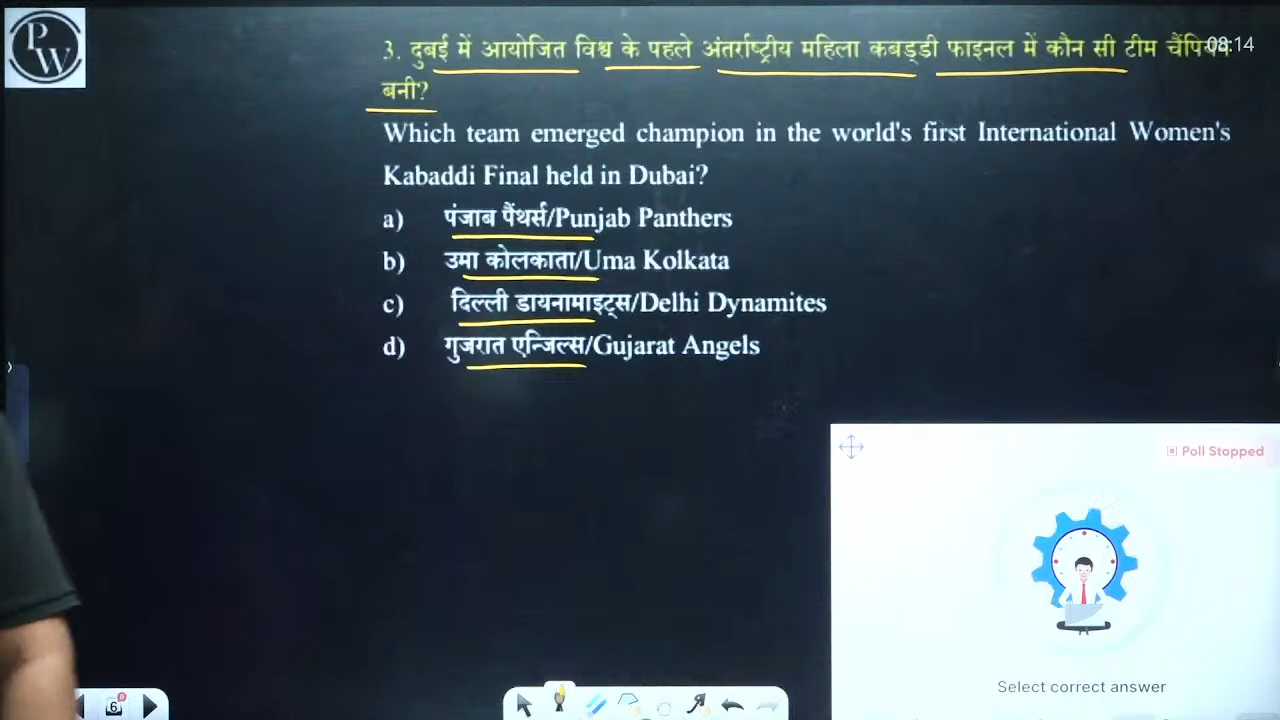 PW
3. दुबई में आयोजित विश्व के पहले अंतर्राष्ट्रीय महिला कबड्डी फाइनल में कौन सी टीम चैंपियन
08:14
बनी?
Which team emerged champion in the world's first International Women's
Kabaddi Final held in Dubai?
a) पंजाब पैंथर्स/Punjab Panthers
b) उमा कोलकाता/Uma Kolkata
c) दिल्ली डायनामाइट्स/Delhi Dynamites
d) गुजरात एन्जिल्स/Gujarat Angels
Poll Stopped
Select correct answer
6